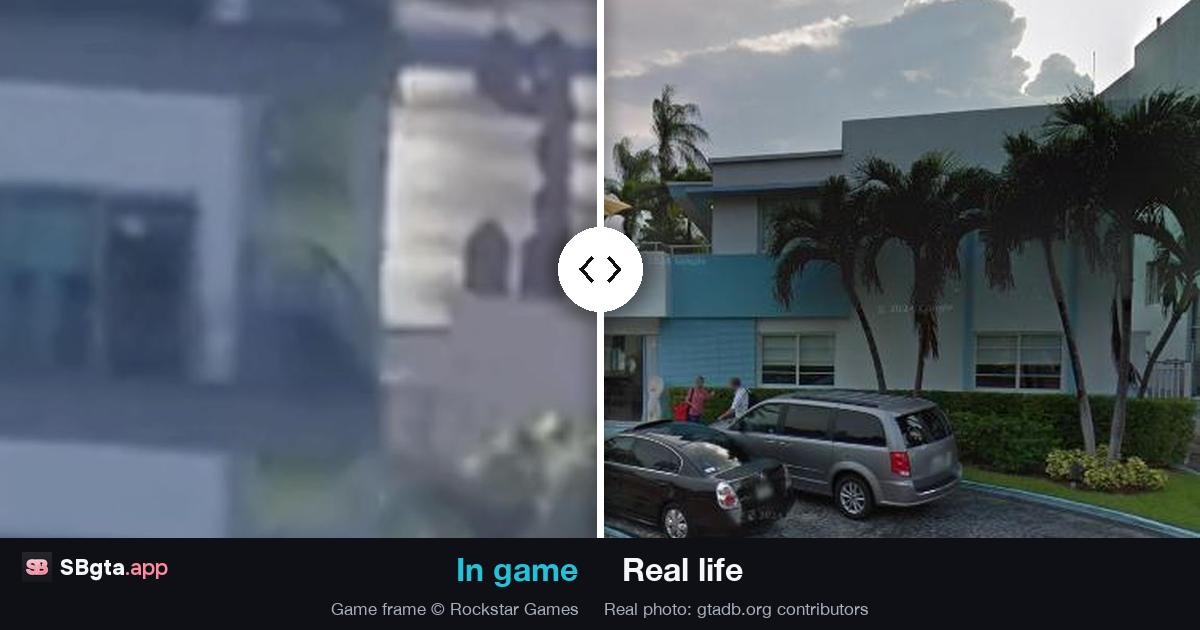 SBgta.app
In game
Real life
Game frame © Rockstar Games
Real photo: gtadb.org contributors